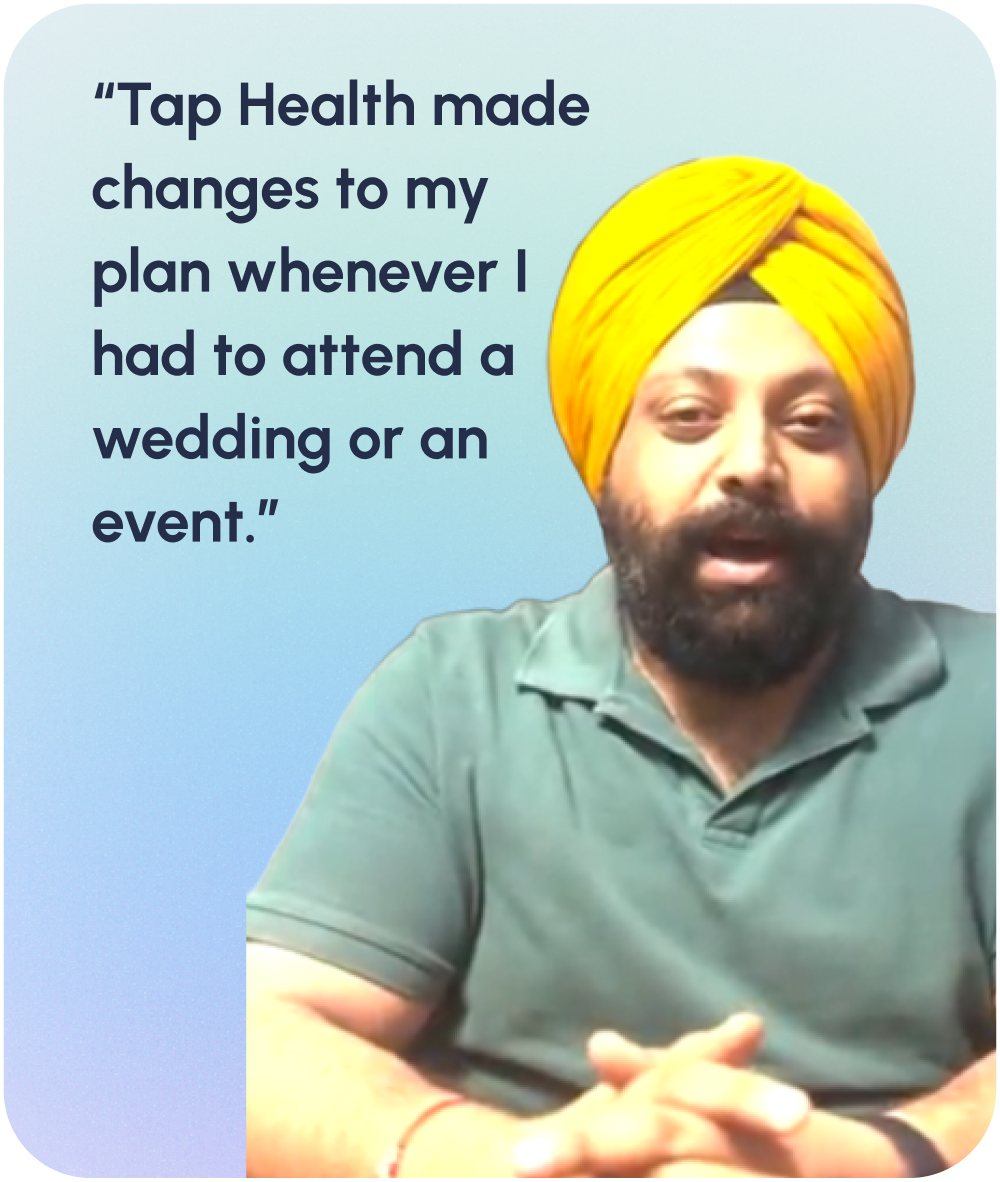 “Tap Health made
changes to my
plan whenever I
had to attend a
wedding or an
event.”